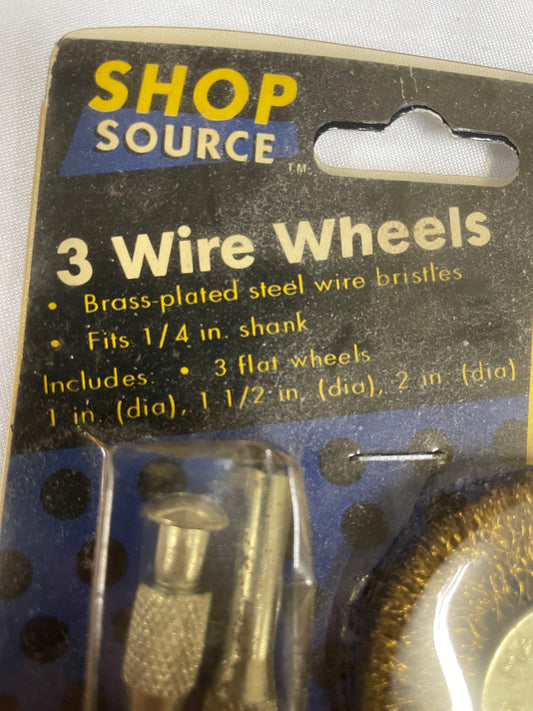 SHOP
SOURCE
TM
3 Wire Wheels
• Brass-plated steel wire bristles
• Fits 1/4 in. shank
Includes: • 3 flat wheels
1 in. (dia), 1-1/2 in. (dia), 2 in. (dia)